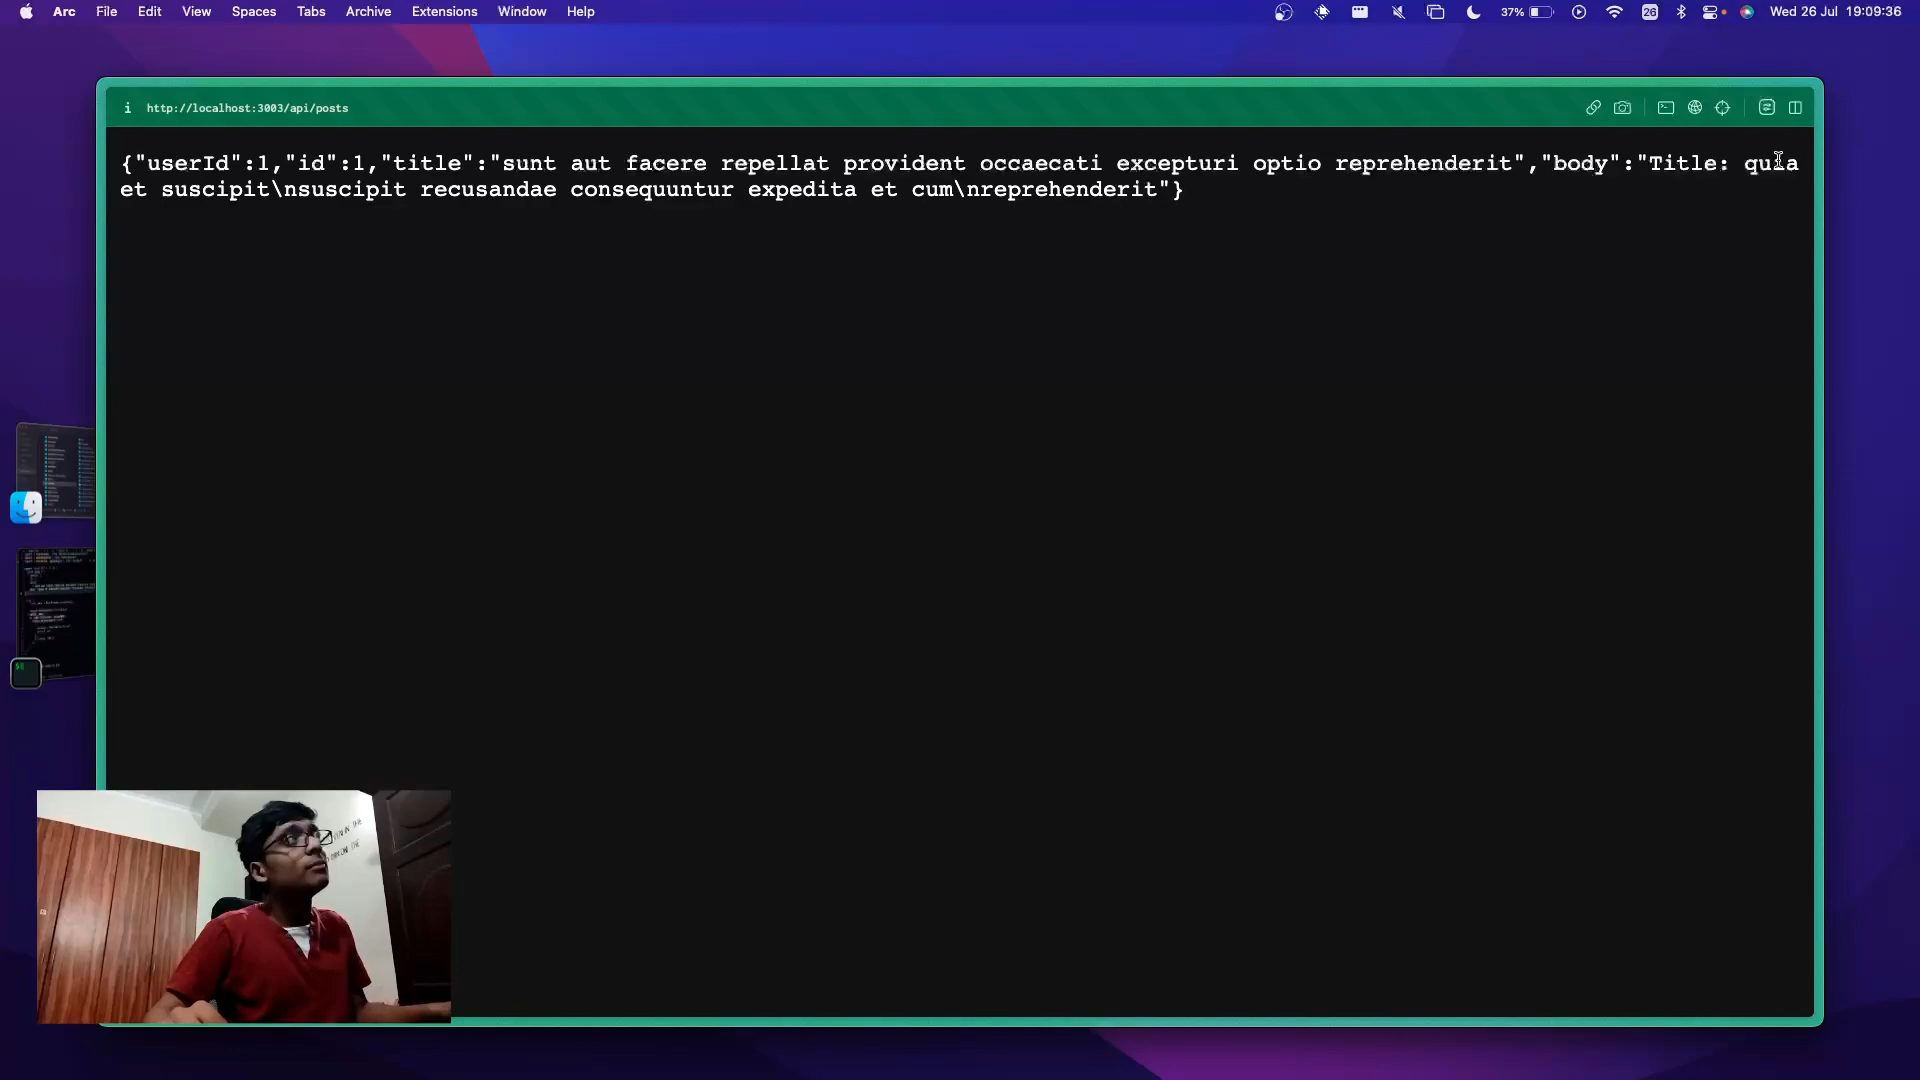 Arc File Edit View Spaces Tabs Archive Extensions Window Help 37% 26 Wed 26 Jul 19:09:36
i http://localhost:3003/api/posts
{"userId":1,"id":1,"title":"sunt aut facere repellat provident occaecati excepturi optio reprehenderit","body":"Title: quia
et suscipit\nsuscipit recusandae consequuntur expedita et cum\nreprehenderit"}